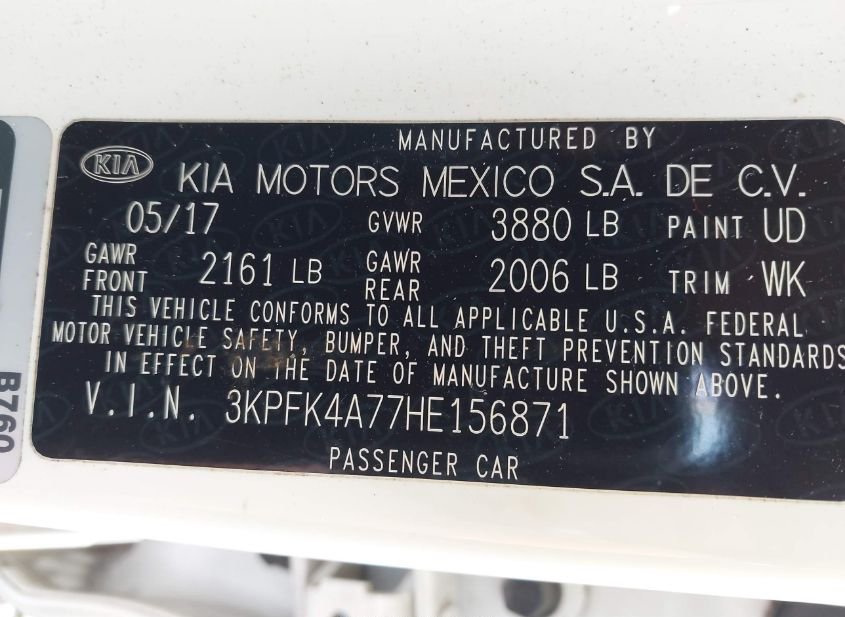 MANUFACTURED BY
KIA KIA MOTORS MEXICO S.A. DE C.V.
05/17 GVWR 3880 LB PAINT UD
GAWR FRONT 2161 LB GAWR REAR 2006 LB TRIM WK
THIS VEHICLE CONFORMS TO ALL APPLICABLE U.S.A. FEDERAL
MOTOR VEHICLE SAFETY, BUMPER, AND THEFT PREVENTION STANDARDS
IN EFFECT ON THE DATE OF MANUFACTURE SHOWN ABOVE.
V.I.N. 3KPFK4A77HE156871
PASSENGER CAR
B760